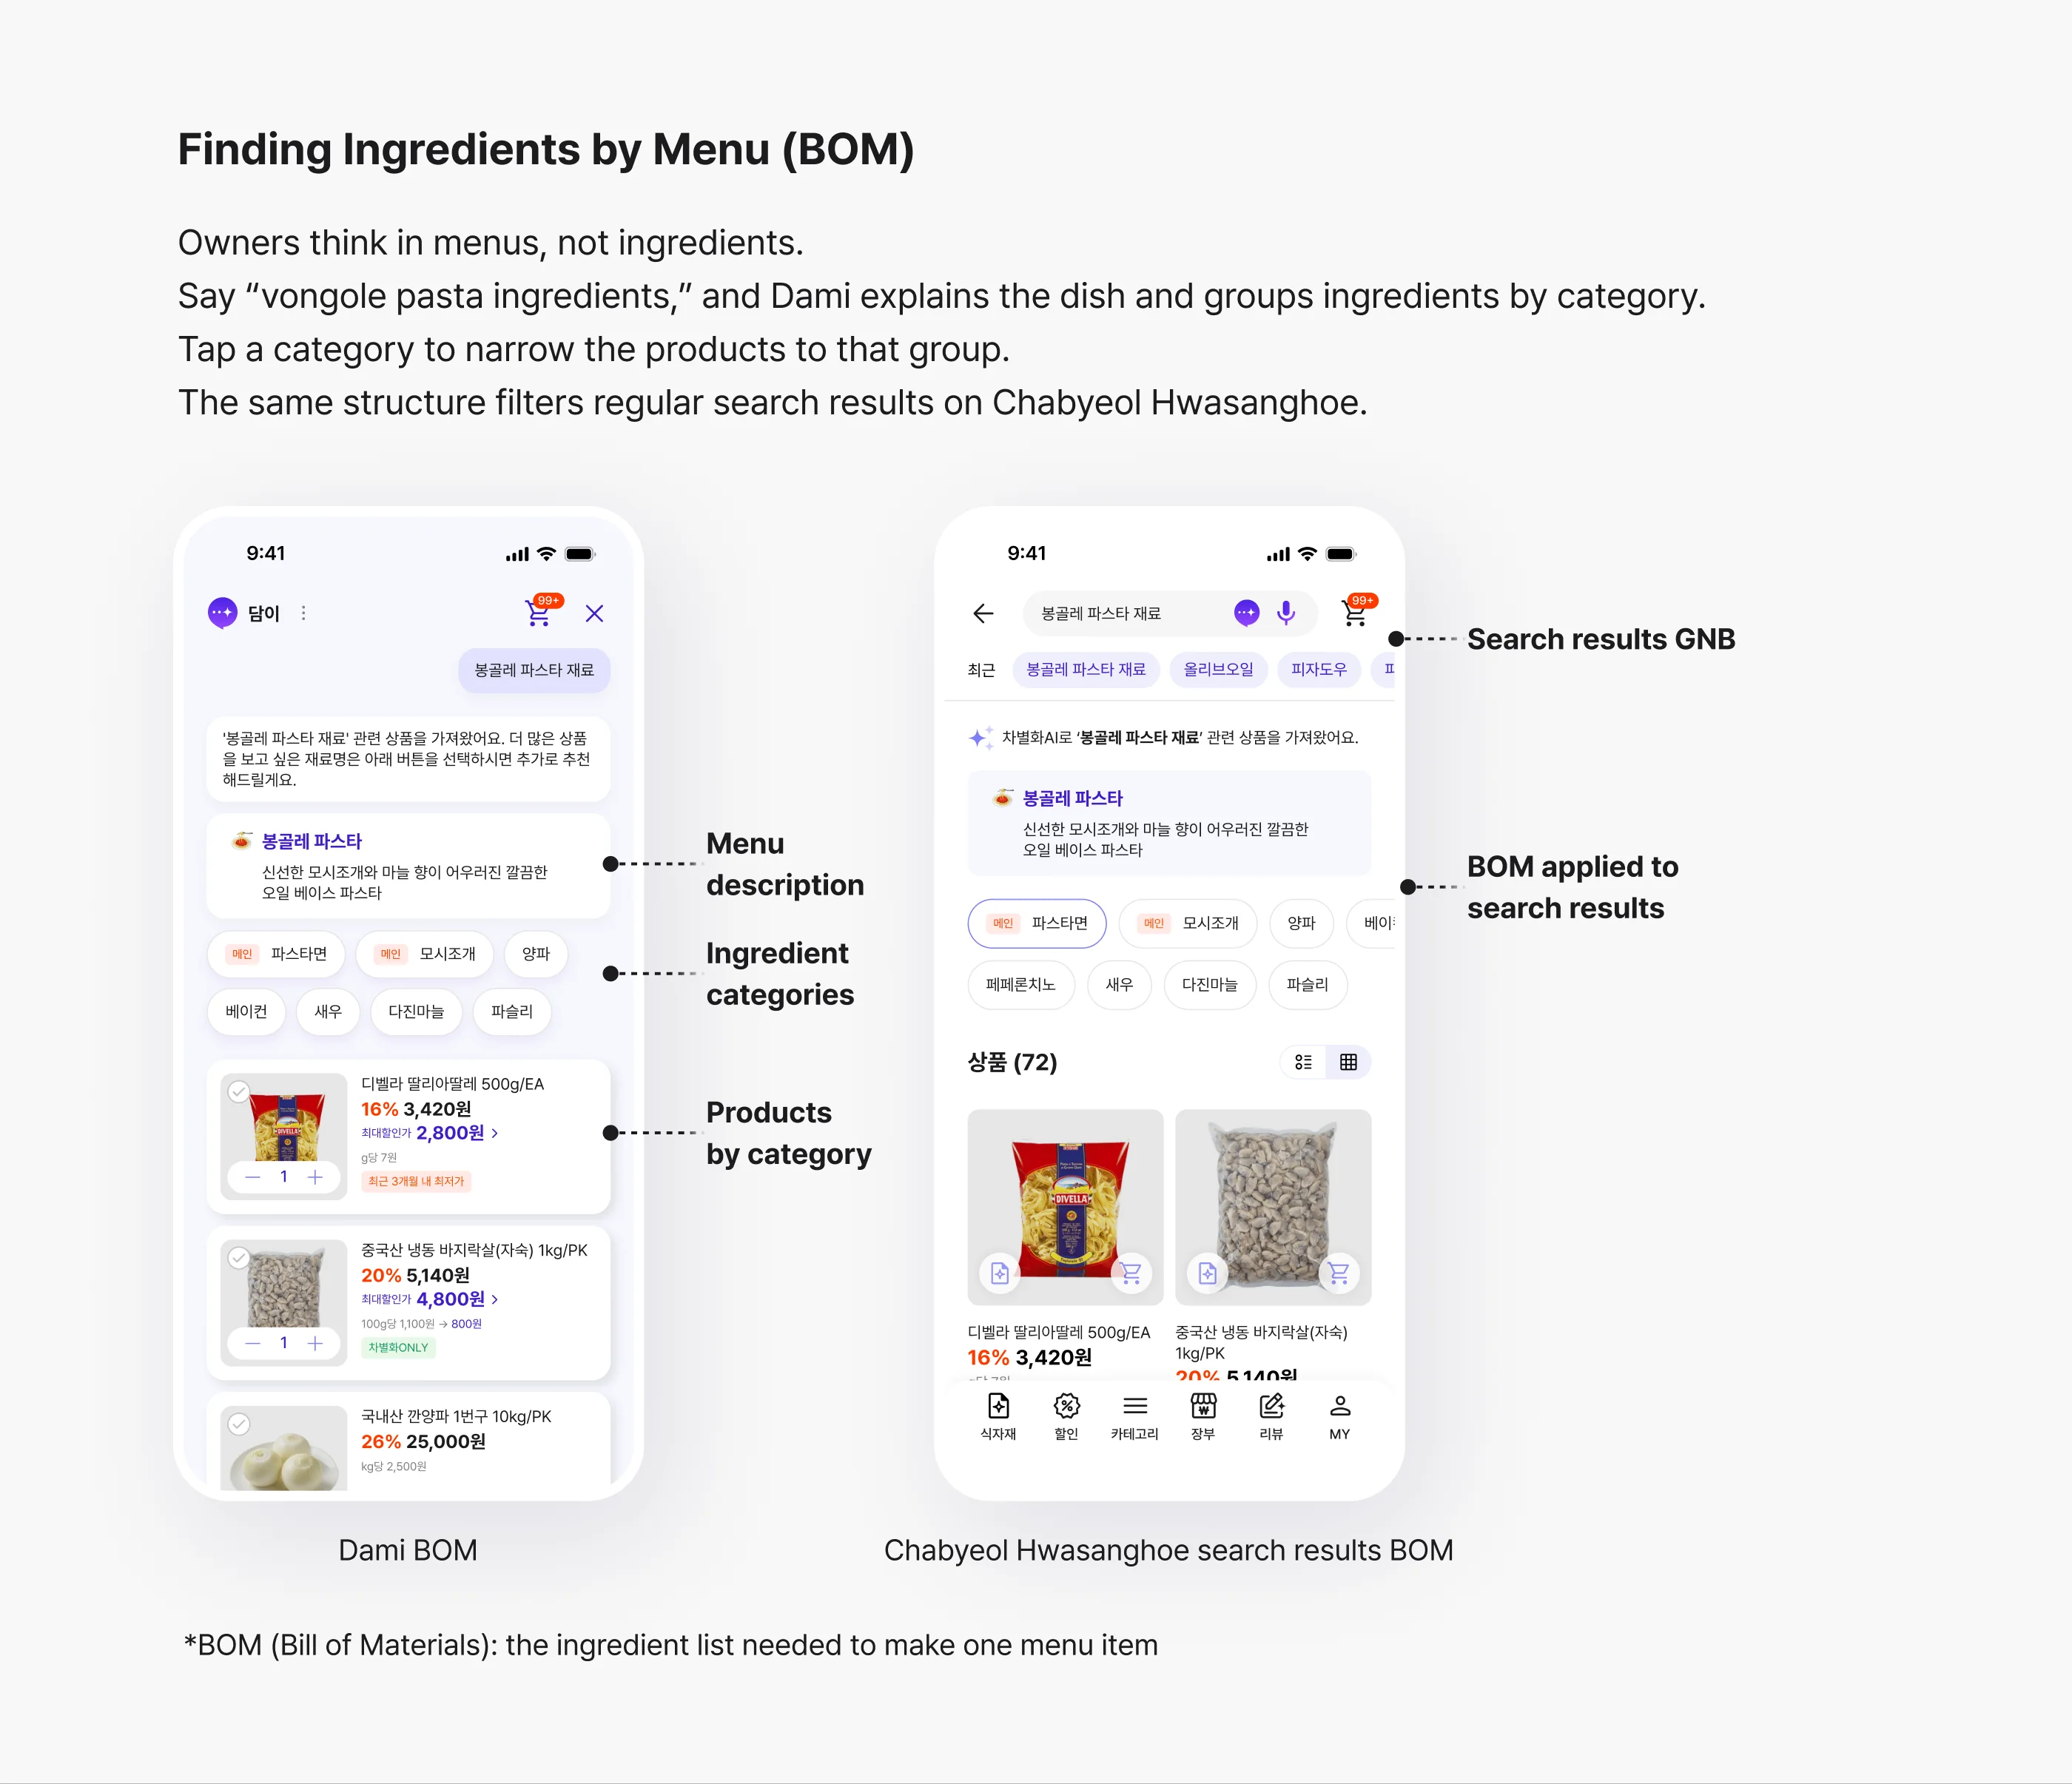 Finding Ingredients by Menu (BOM)
Owners think in menus, not ingredients.
Say “vongole pasta ingredients,” and Dami explains the dish and groups ingredients by category.
Tap a category to narrow the products to that group.
The same structure filters regular search results on Chabyeol Hwasanghoe.
9:41
담이
99+
봉골레 파스타 재료
'봉골레 파스타 재료' 관련 상품을 가져왔어요. 더 많은 상품
을 보고 싶은 재료명은 아래 버튼을 선택하시면 추가로 추천
해드릴게요.
봉골레 파스타
신선한 모시조개와 마늘 향이 어우러진 깔끔한
오일 베이스 파스타
메인 파스타면 메인 모시조개 양파
베이컨 새우 다진마늘 파슬리
디벨라 딸리아딸레 500g/EA
16% 3,420원
최대할인가 2,800원
g당 7원
최근 3개월 내 최저가
DIVELLA
1
중국산 냉동 바지락살(자숙) 1kg/PK
20% 5,140원
최대할인가 4,800원
100g당 1,100원 → 800원
차별화ONLY
1
국내산 깐양파 1번구 10kg/PK
26% 25,000원
kg당 2,500원
Menu
description
Ingredient
categories
Products
by category
Dami BOM
9:41
봉골레 파스타 재료
99+
최근 봉골레 파스타 재료 올리브오일 피자도우
차별화AI로 '봉골레 파스타 재료' 관련 상품을 가져왔어요.
봉골레 파스타
신선한 모시조개와 마늘 향이 어우러진 깔끔한
오일 베이스 파스타
메인 파스타면 메인 모시조개 양파
페페론치노 새우 다진마늘 파슬리
상품 (72)
DIVELLA
디벨라 딸리아딸레 500g/EA
16% 3,420원
중국산 냉동 바지락살(자숙)
1kg/PK
20% 5,140원
식자재 할인 카테고리 장부 리뷰 MY
Search results GNB
BOM applied to
search results
Chabyeol Hwasanghoe search results BOM
*BOM (Bill of Materials): the ingredient list needed to make one menu item